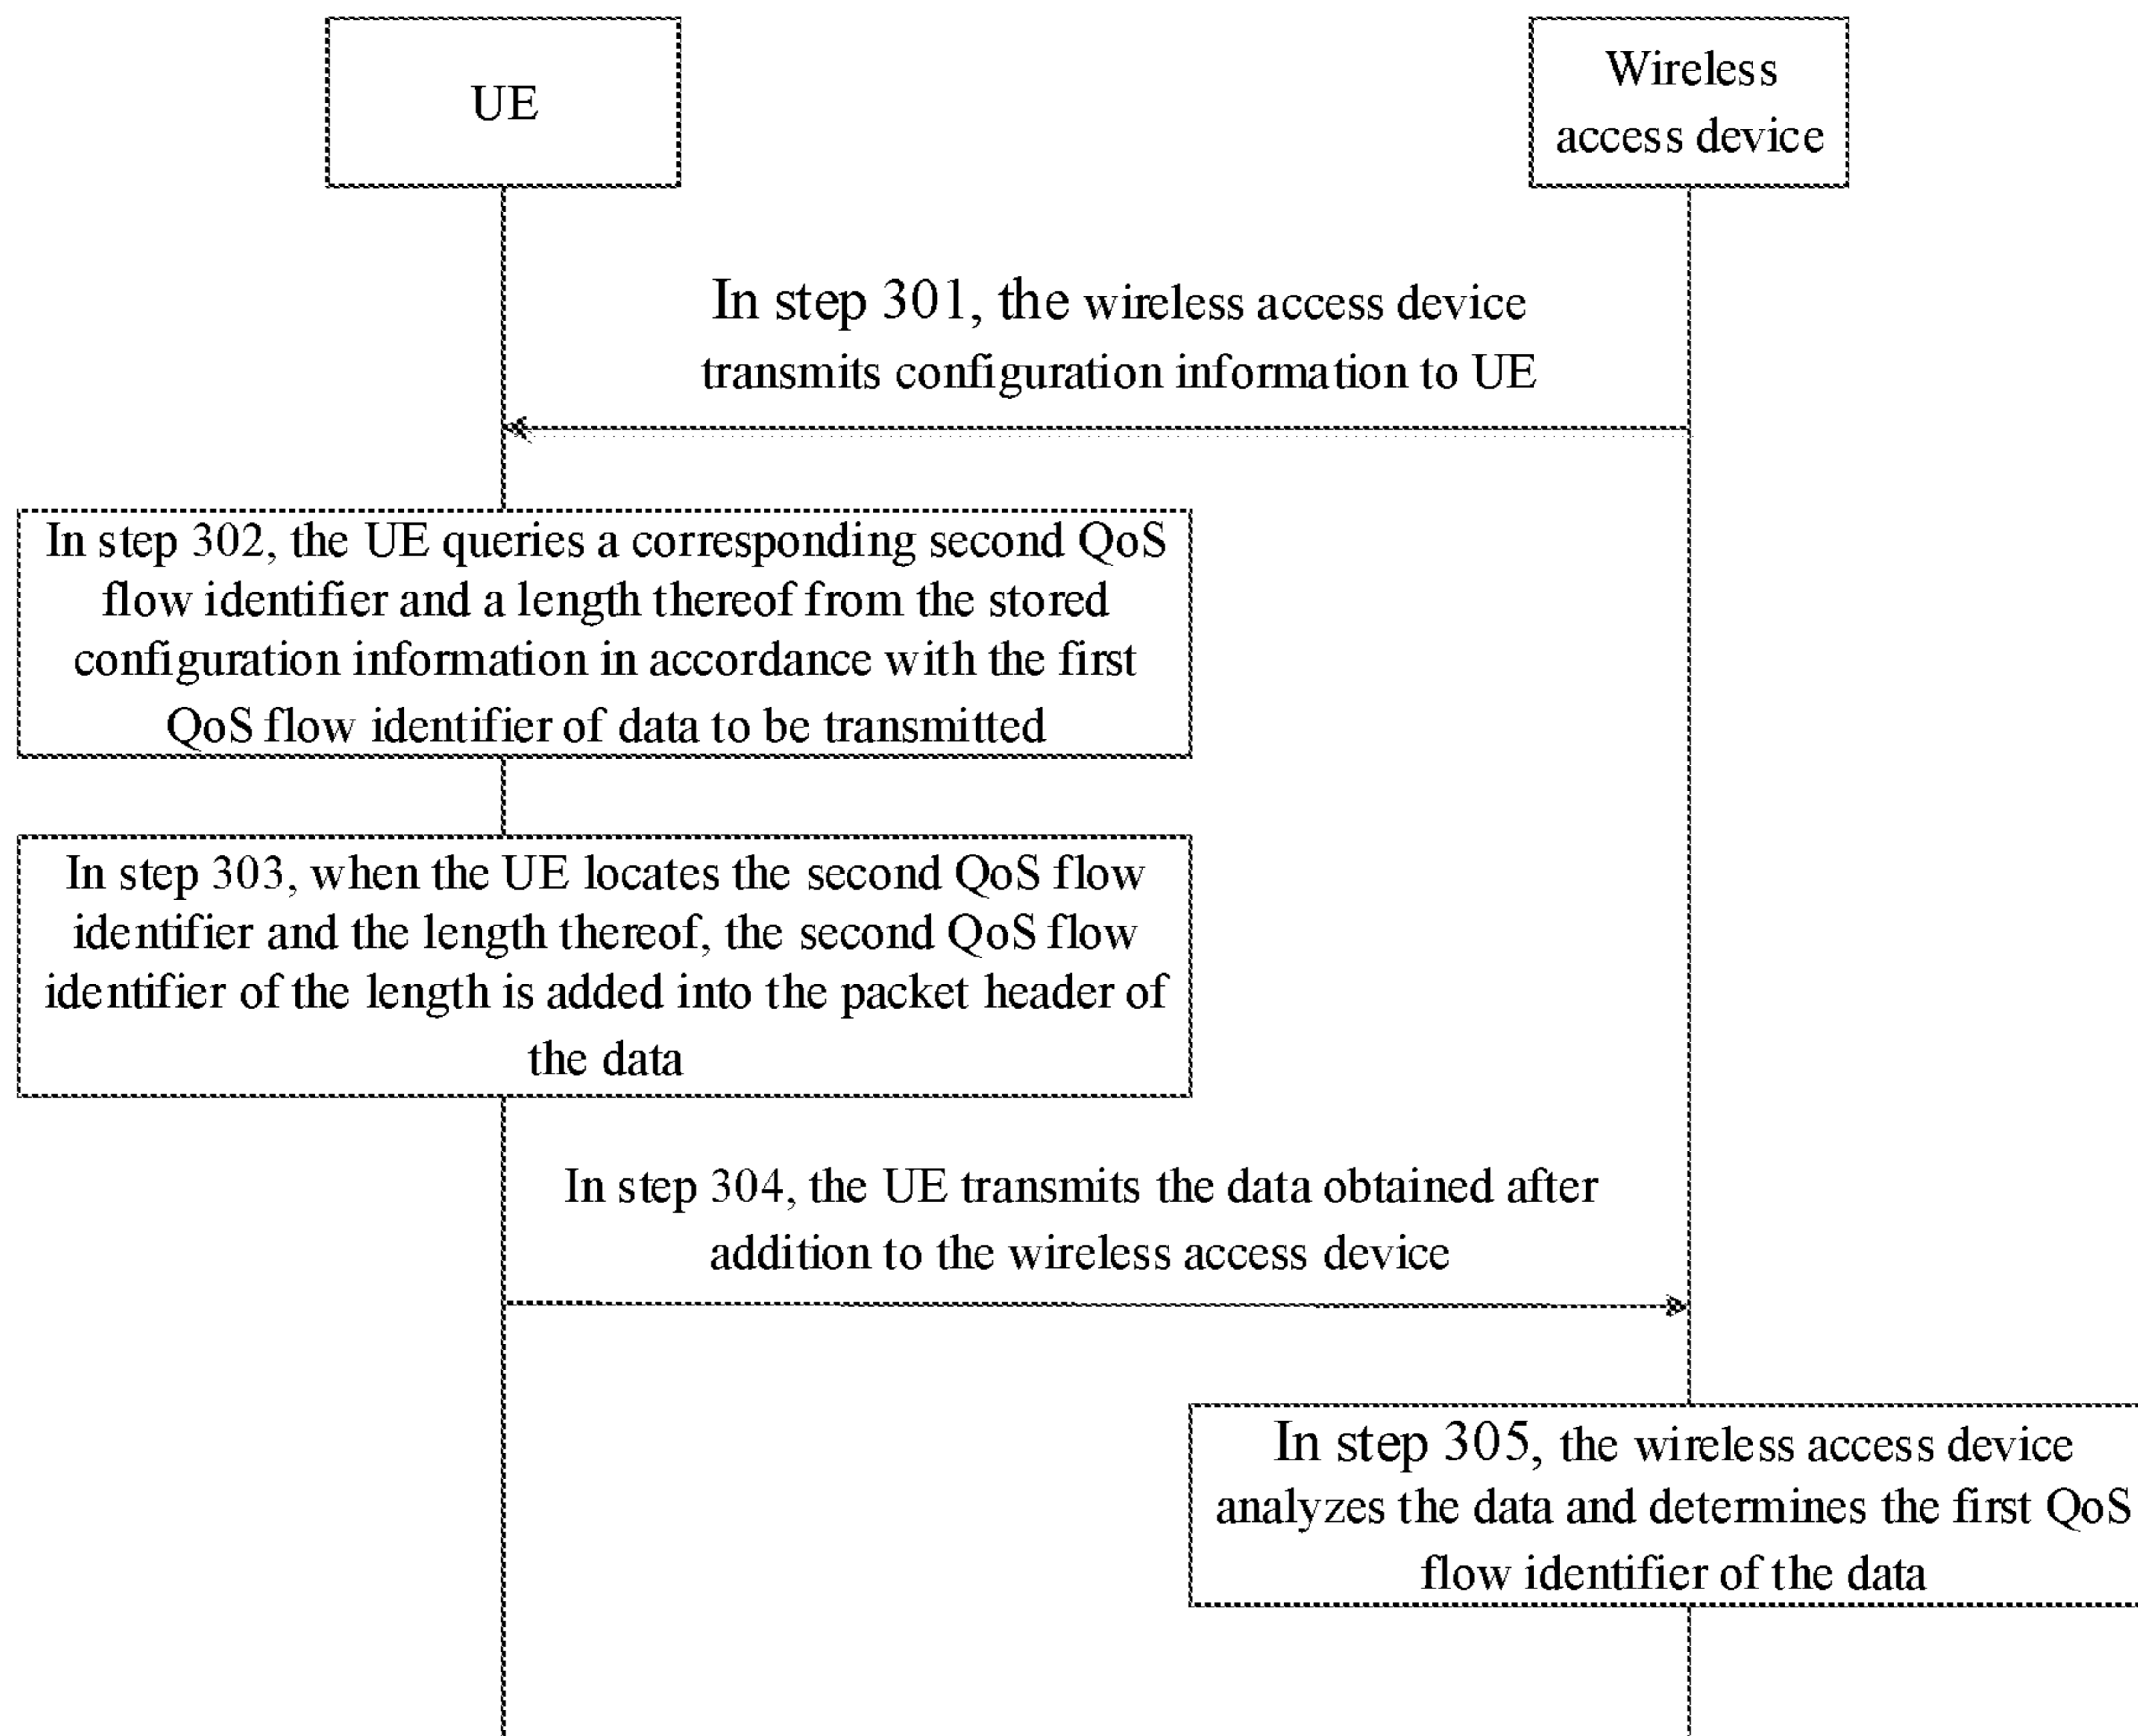 UE
Wireless
access device
In step 301, the wireless access device
transmits configuration information to UE
In step 302, the UE queries a corresponding second QoS
flow identifier and a length thereof from the stored
configuration information in accordance with the first
QoS flow identifier of data to be transmitted
In step 303, when the UE locates the second QoS flow
identifier and the length thereof, the second QoS flow
identifier of the length is added into the packet header of
the data
In step 304, the UE transmits the data obtained after
addition to the wireless access device
In step 305, the wireless access device
analyzes the data and determines the first QoS
flow identifier of the data